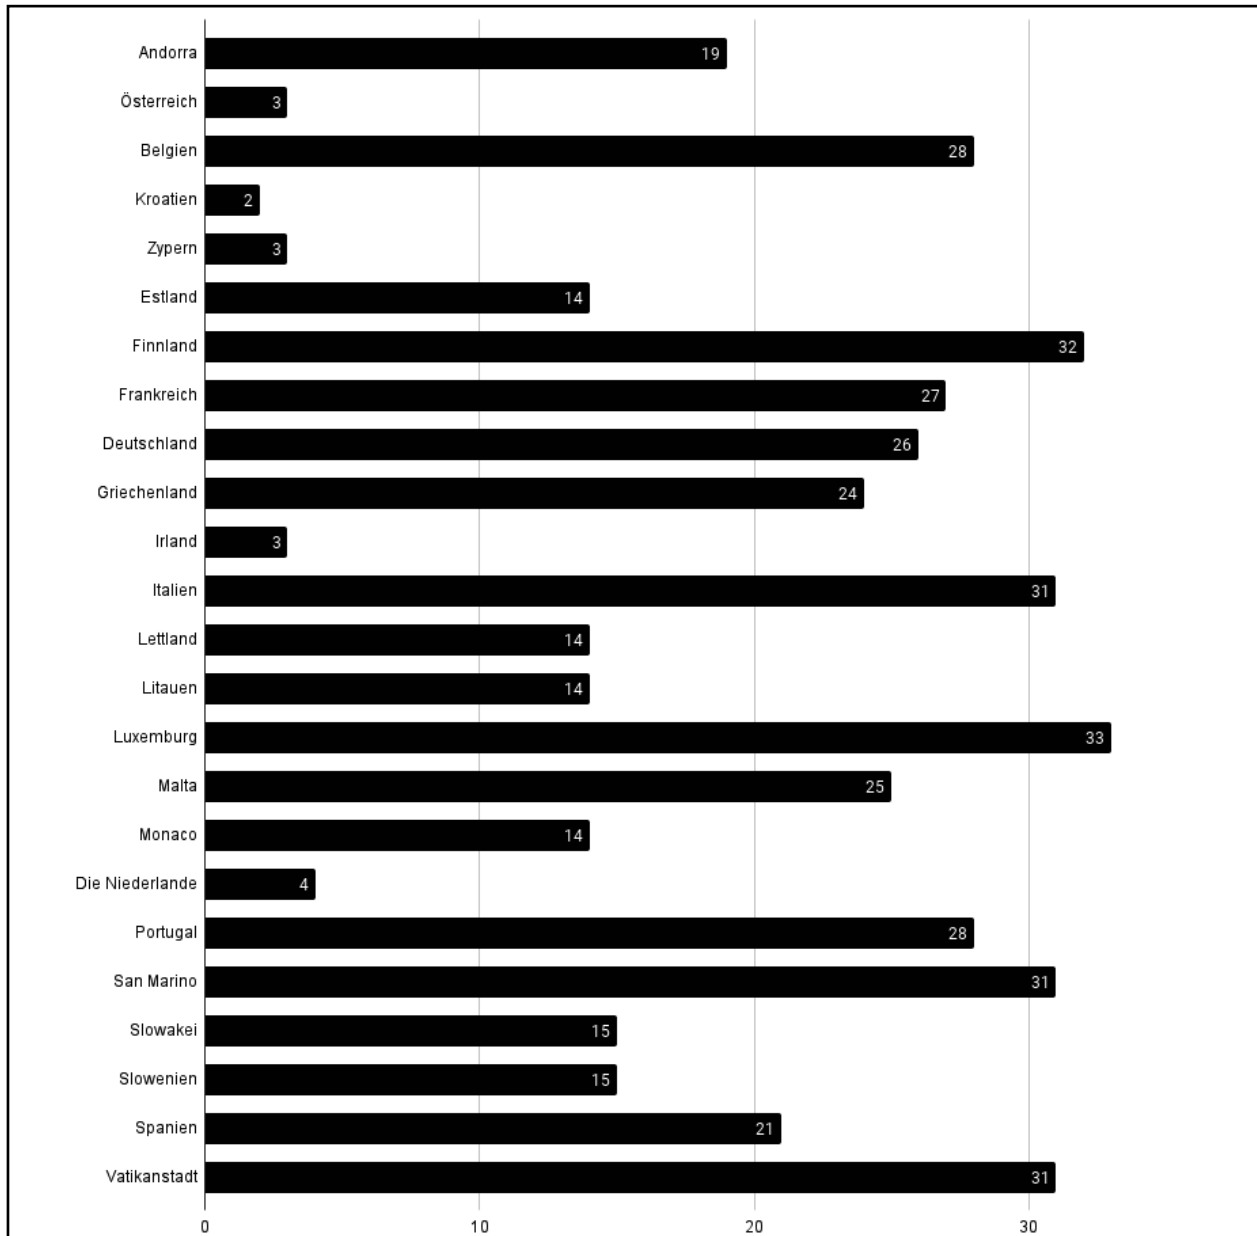 Andorra 19
Österreich 3
Belgien 28
Kroatien 2
Zypern 3
Estland 14
Finnland 32
Frankreich 27
Deutschland 26
Griechenland 24
Irland 3
Italien 31
Lettland 14
Litauen 14
Luxemburg 33
Malta 25
Monaco 14
Die Niederlande 4
Portugal 28
San Marino 31
Slowakei 15
Slowenien 15
Spanien 21
Vatikanstadt 31
0 10 20 30